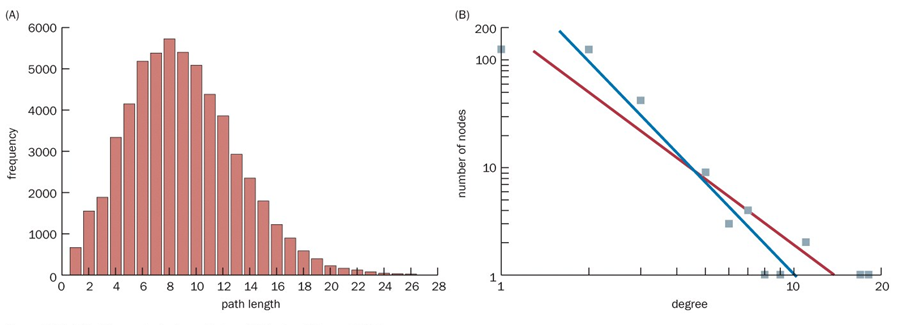 (A)
6000
5000
4000
3000
2000
1000
0
frequency
0 2 4 6 8 10 12 14 16 18 20 22 24 26 28
path length
(B)
200
100
10
1
number of nodes
1 10 20
degree